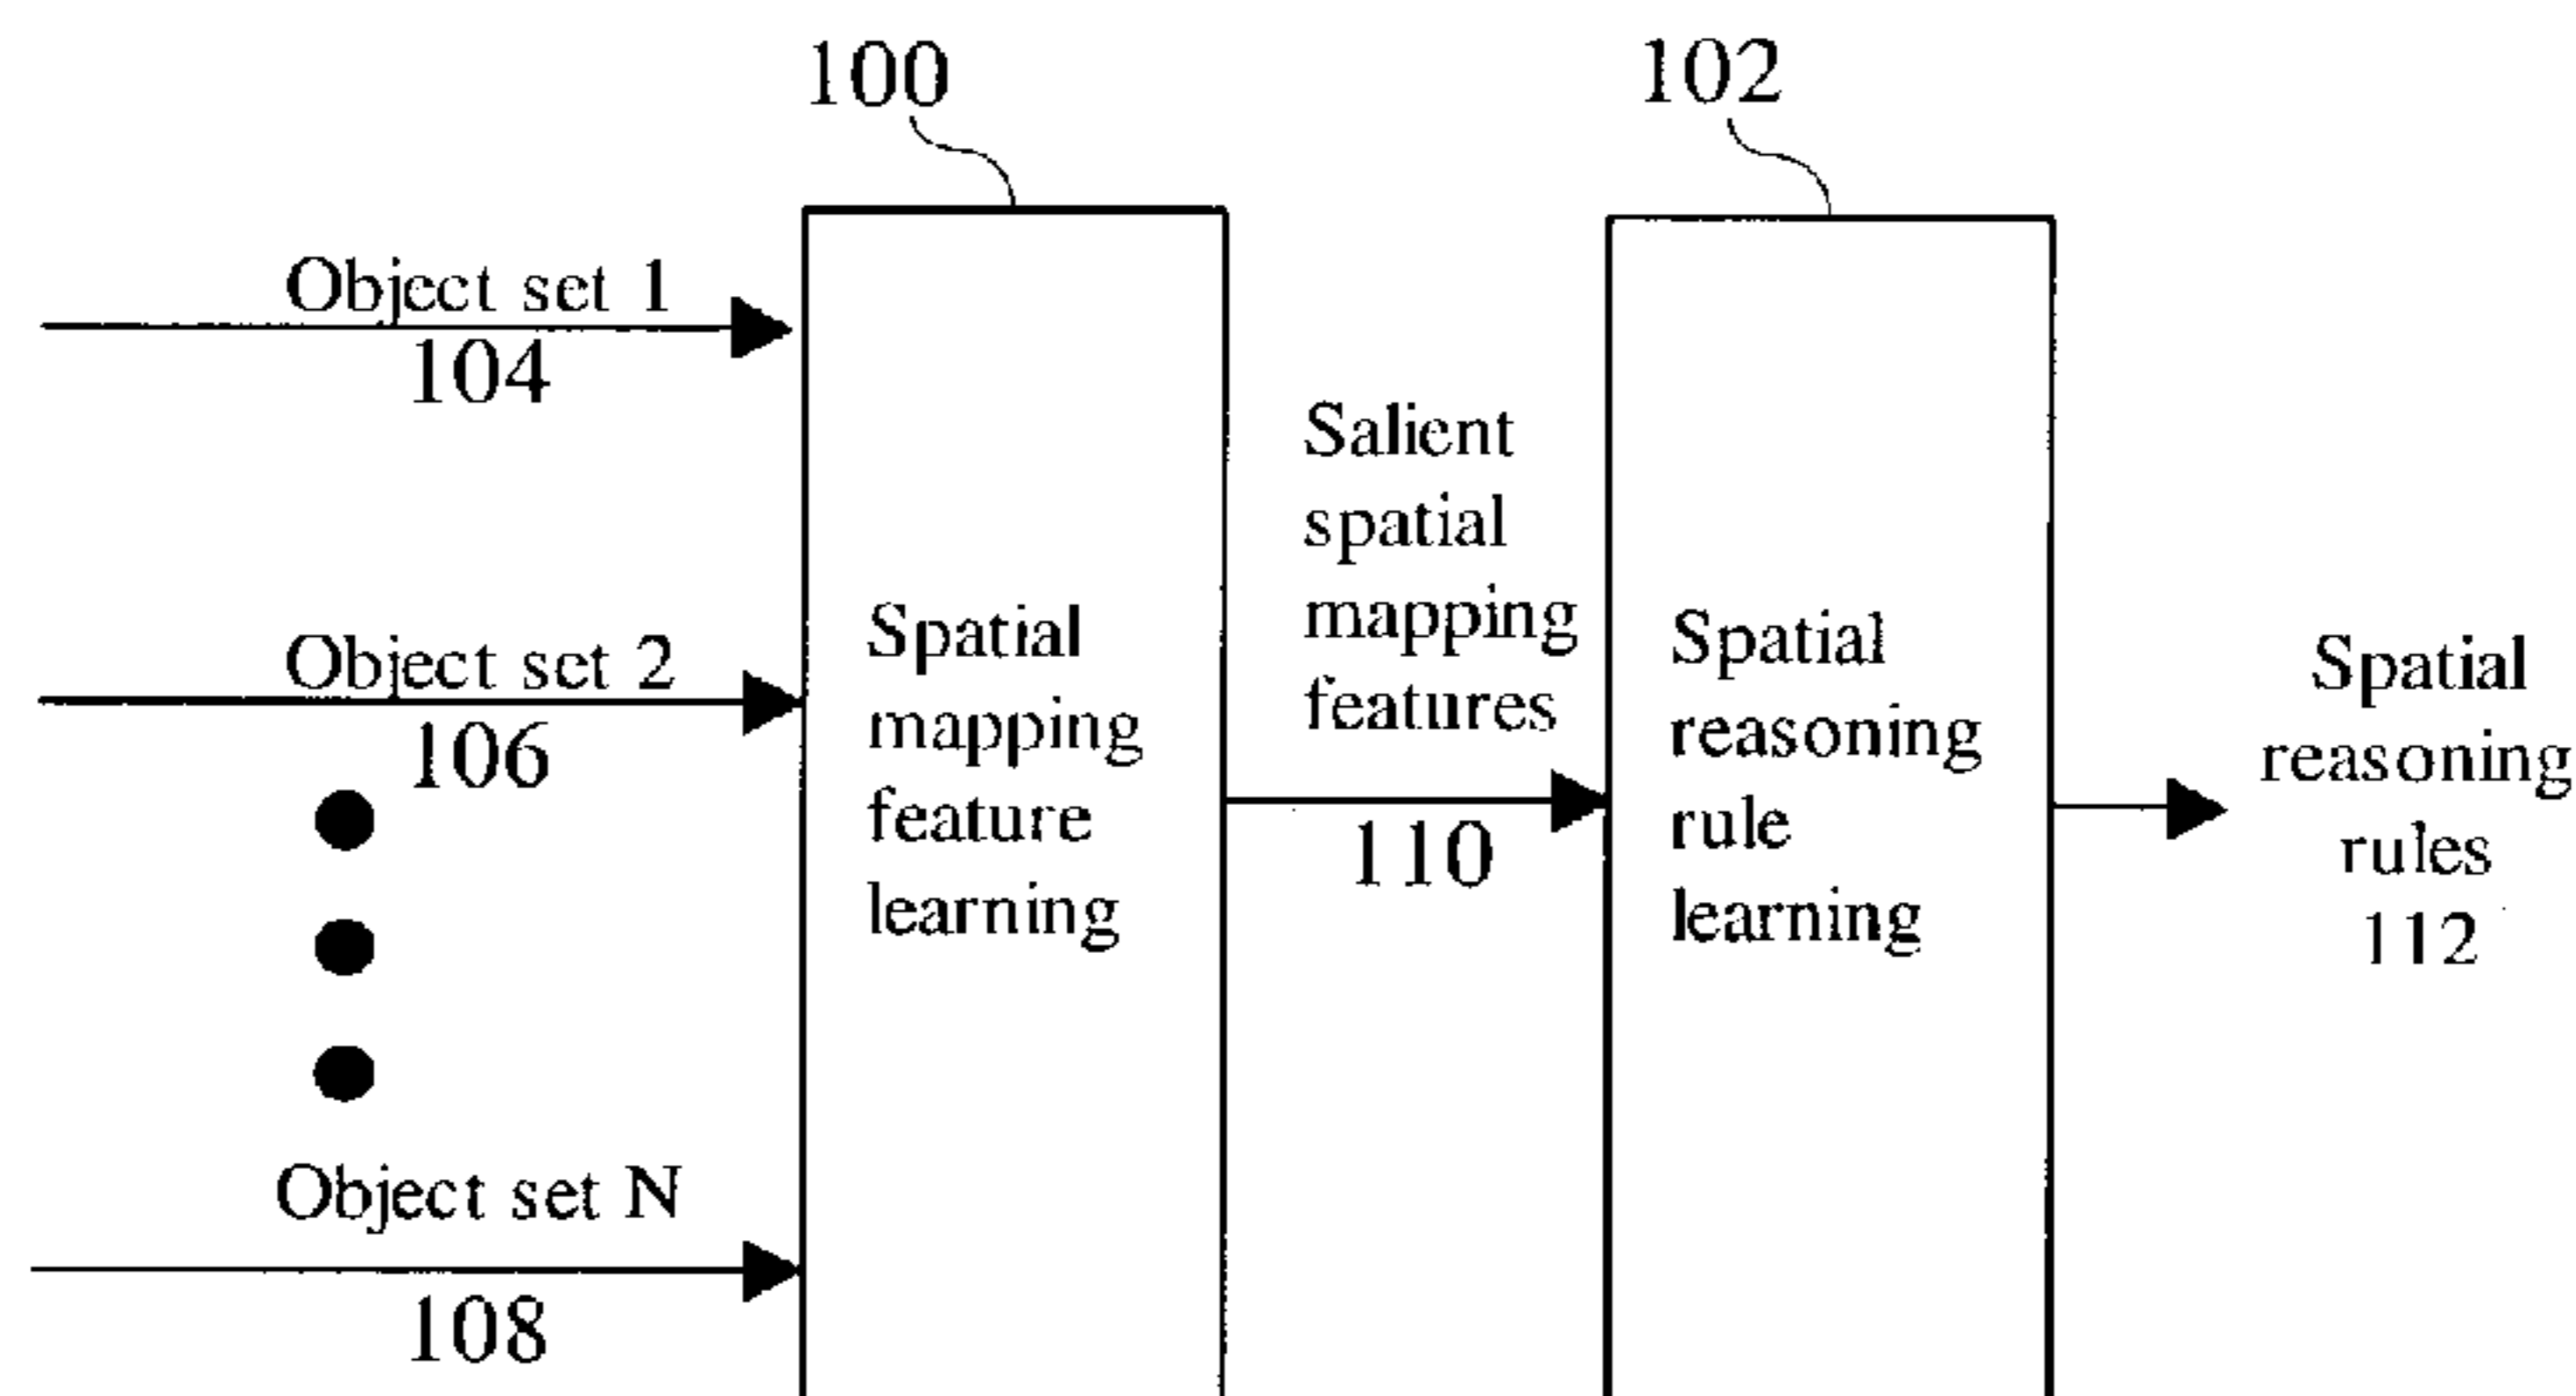 100
102
Object set 1
104
Object set 2
106
Object set N
108
Spatial
mapping
feature
learning
Salient
spatial
mapping
features
110
Spatial
reasoning
rule
learning
Spatial
reasoning
rules
112